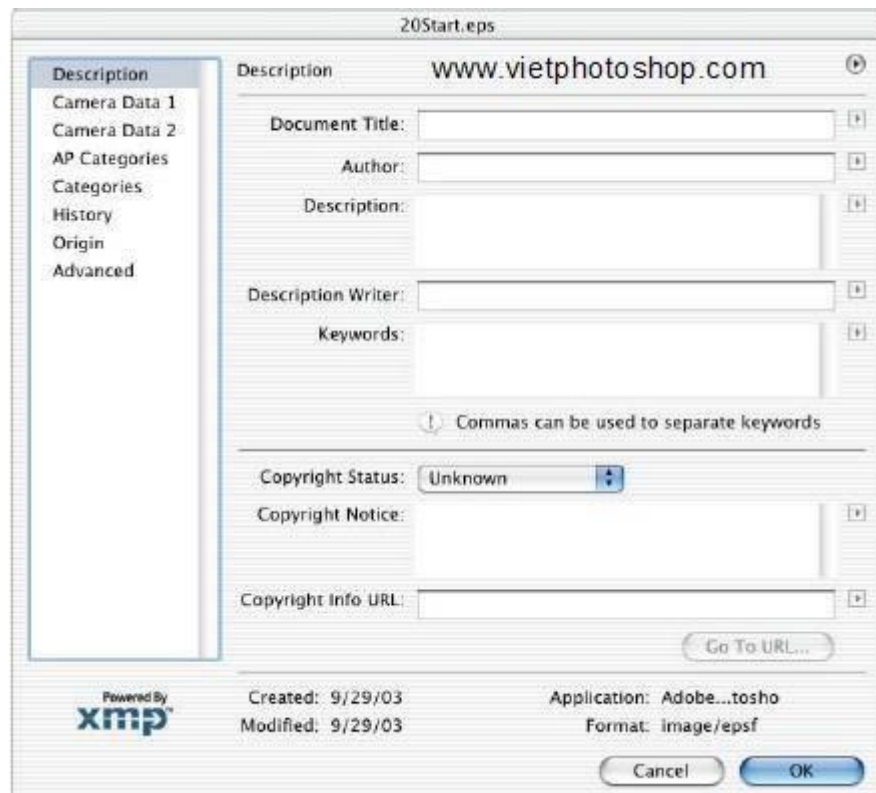 20Start.eps
Description
Camera Data 1
Camera Data 2
AP Categories
Categories
History
Origin
Advanced
Description www.vietphotoshop.com
Document Title:
Author:
Description:
Description Writer:
Keywords:
Commas can be used to separate keywords
Copyright Status: Unknown
Copyright Notice:
Copyright Info URL:
Go To URL...
Powered By
xmp
Created: 9/29/03 Application: Adobe...tosho
Modified: 9/29/03 Format: image/epsf
Cancel OK